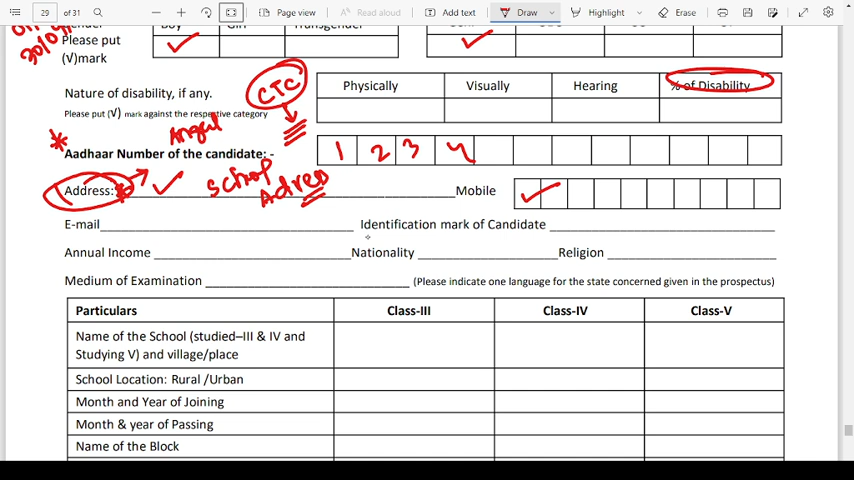 29 of 31
Page view
Read aloud
Add text
Draw
Highlight
Erase
Boy
Transgender
Please put
(√)mark
30/0
CTC
Nature of disability, if any.
Please put (√) mark against the respective category
Physically Visually Hearing % of Disability
Angul
Aadhaar Number of the candidate: -
1 2 3 4
School
Adress
Address: Mobile
E-mail Identification mark of Candidate
Annual Income Nationality Religion
Medium of Examination (Please indicate one language for the state concerned given in the prospectus)
Particulars Class-III Class-IV Class-V
Name of the School (studied–III & IV and
Studying V) and village/place
School Location: Rural /Urban
Month and Year of Joining
Month & year of Passing
Name of the Block